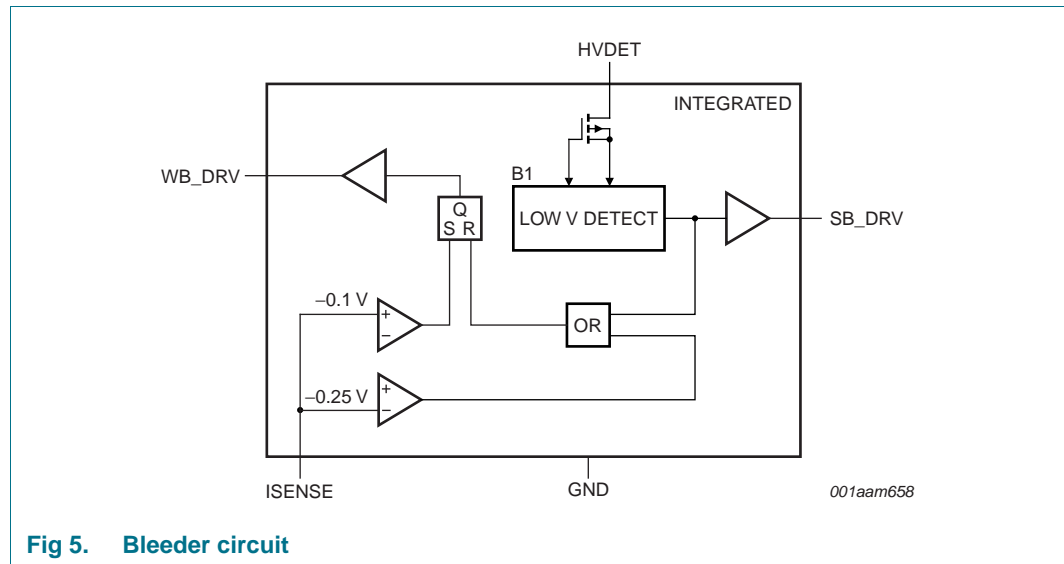 HVDET
INTEGRATED
WB_DRV
B1
Q
S R
LOW V DETECT
SB_DRV
−0.1 V
+
−
OR
−0.25 V
+
−
ISENSE
GND
001aam658
Fig 5. Bleeder circuit